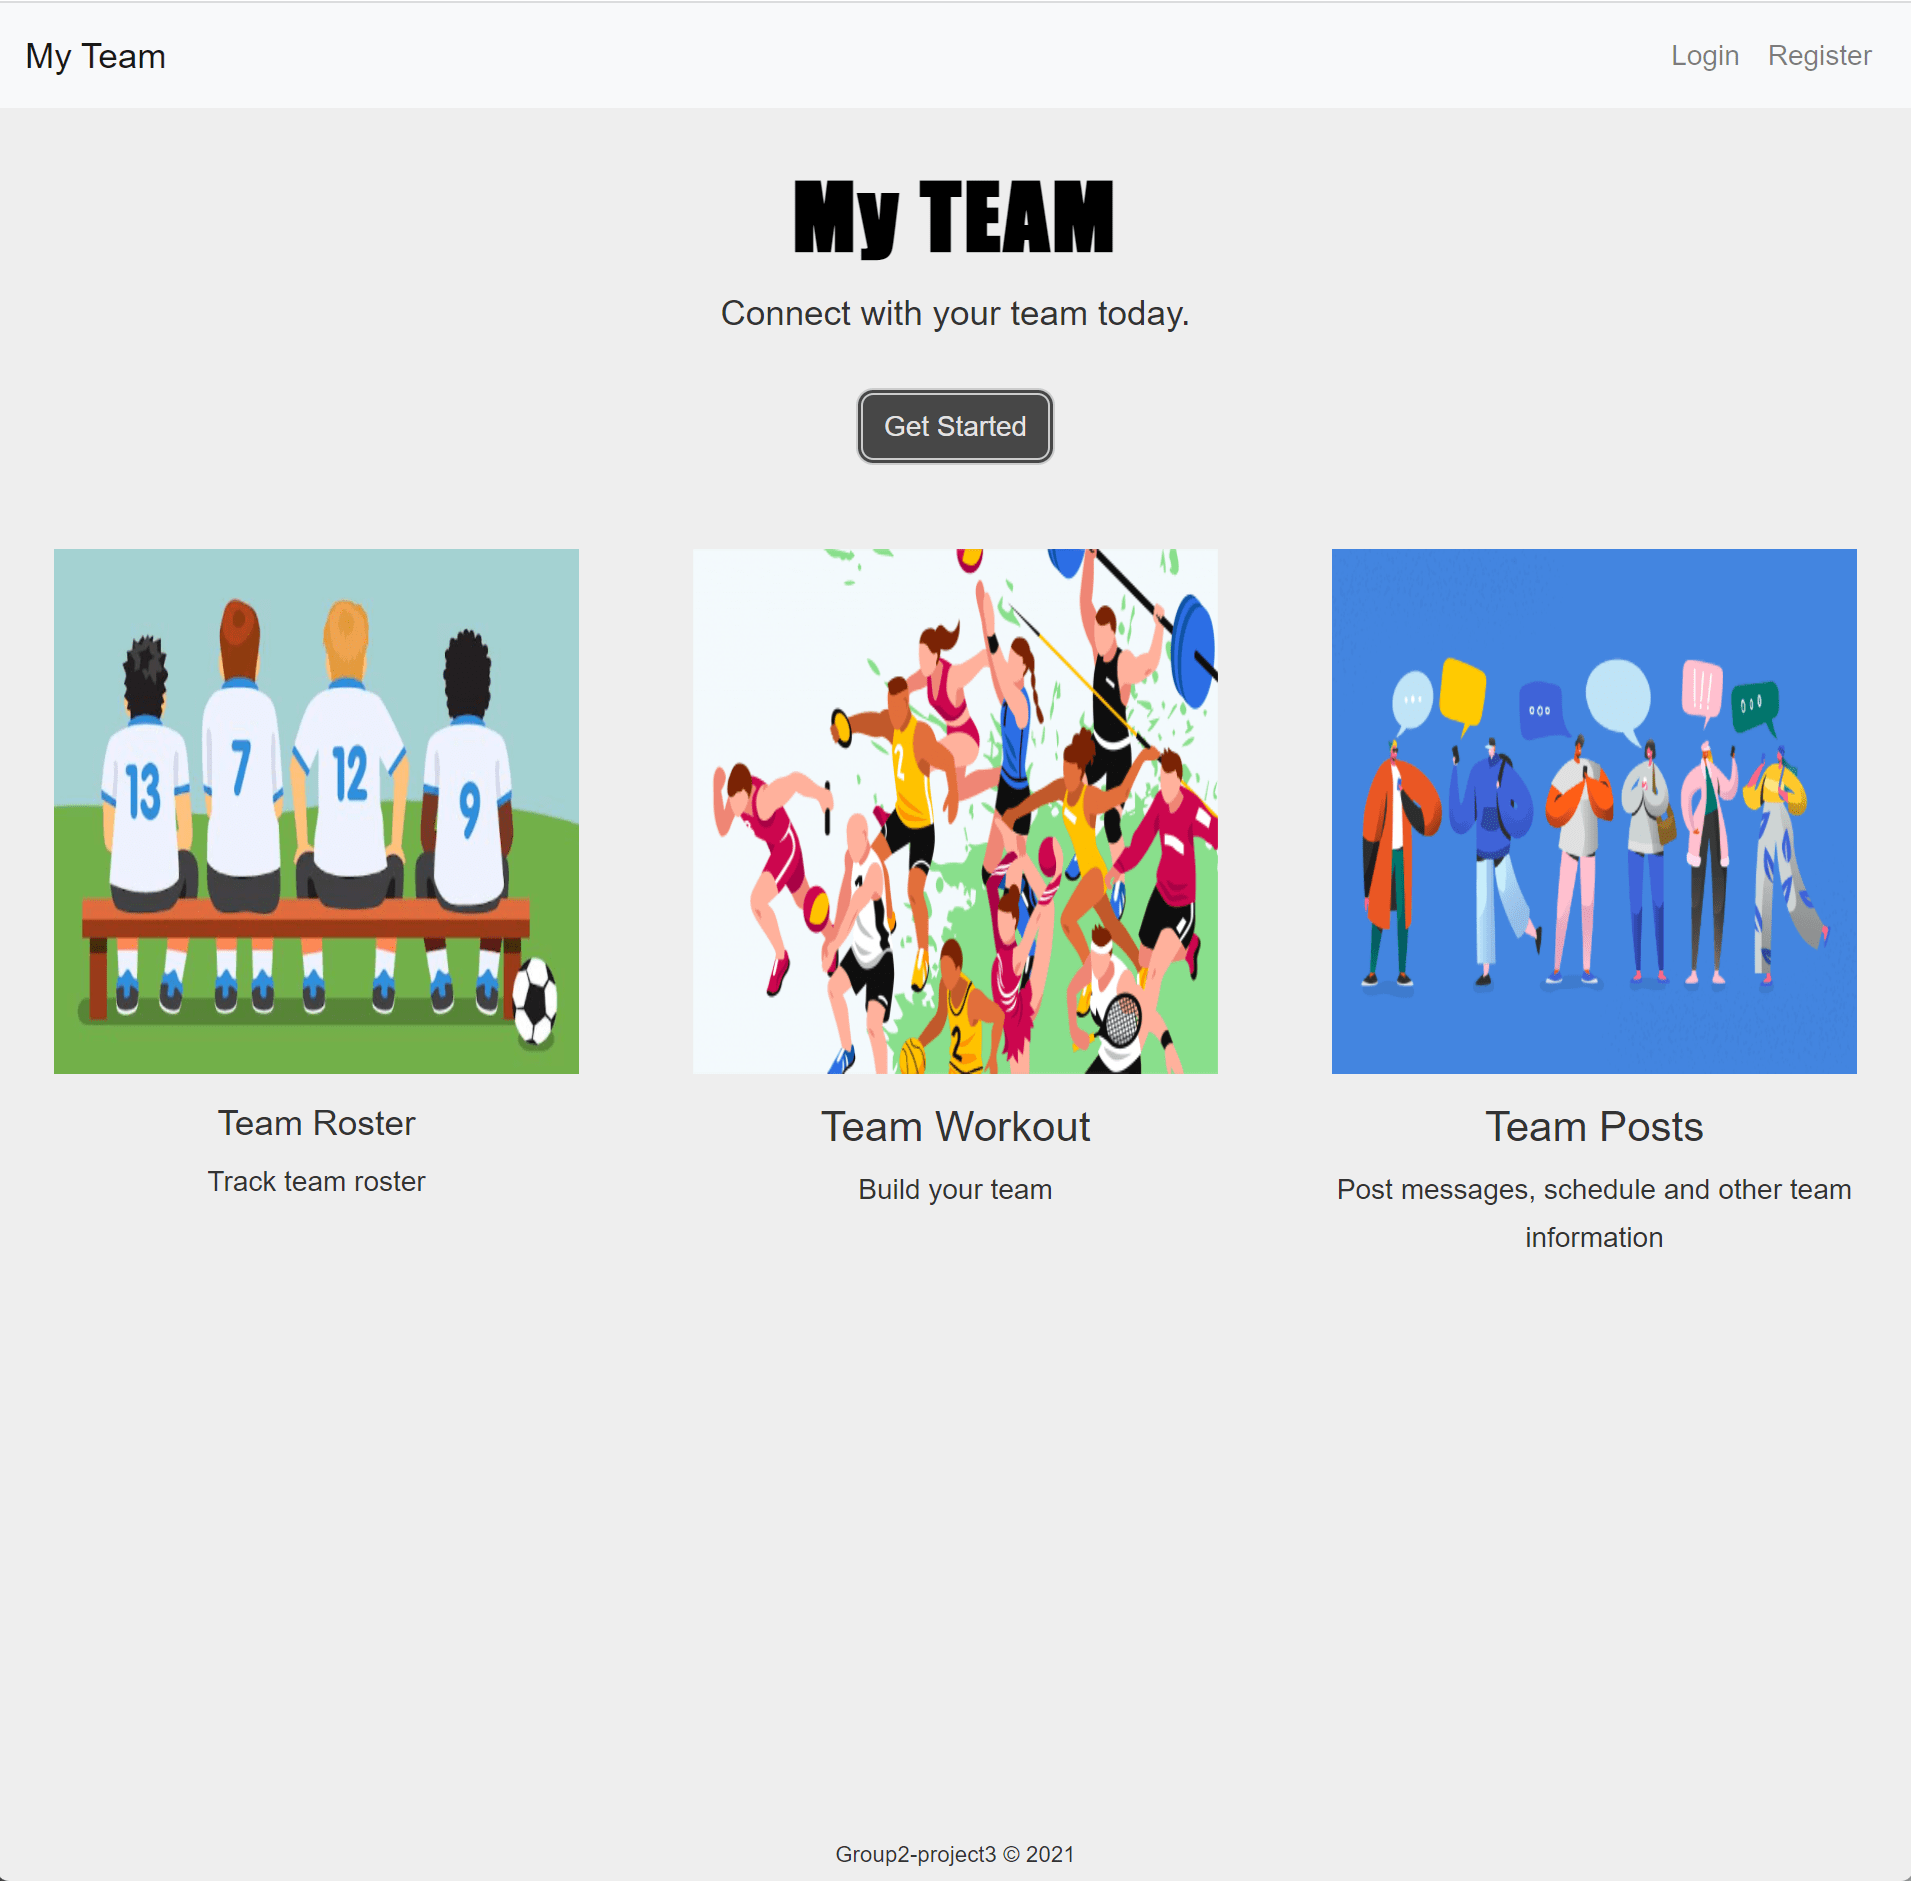 My Team
Login Register
My TEAM
Connect with your team today.
Get Started
13
7
12
9
2
2
Team Roster
Track team roster
Team Workout
Build your team
Team Posts
Post messages, schedule and other team
information
Group2-project3 © 2021